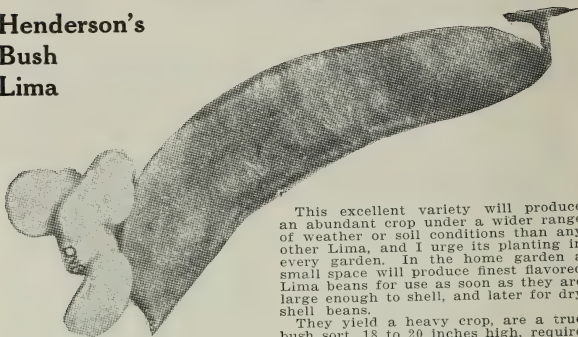 Henderson's
Bush
Lima
This excellent variety will produce
an abundant crop under a wider range
of weather or soil conditions than any
other Lima, and I urge its planting in
every garden. In the home garden a
small space will produce finest flavored
Lima beans for use as soon as they are
large enough to shell, and later for dry
shell beans.
They yield a heavy crop, are a true
bush sort, 18 to 20 inches high, require